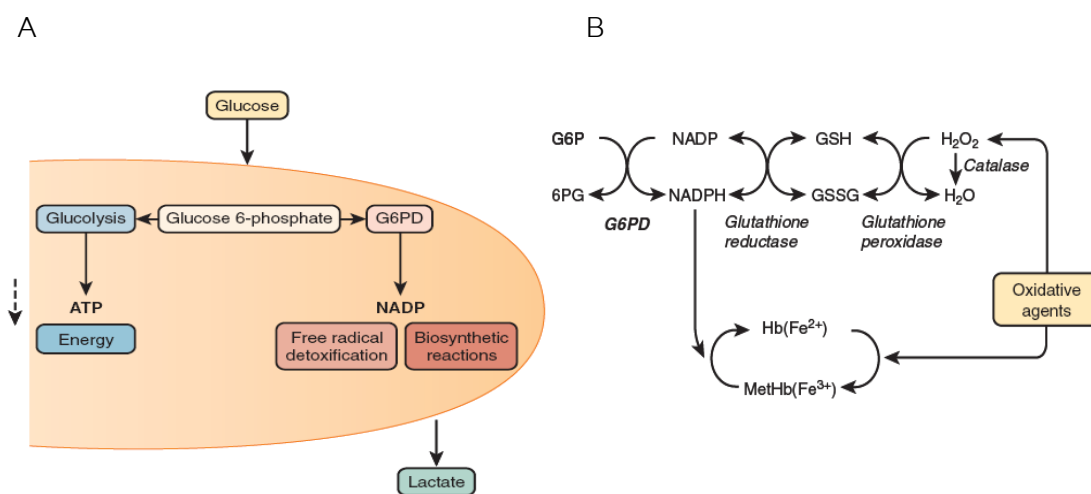 A
B
Glucose
Glucolysis
Glucose 6-phosphate
G6PD
ATP
NADP
Energy
Free radical
detoxification
Biosynthetic
reactions
Lactate
G6P
NADP
GSH
H₂O₂
Catalase
6PG
NADPH
GSSG
H₂O
G6PD
Glutathione
reductase
Glutathione
peroxidase
Oxidative
agents
Hb(Fe²⁺)
MetHb(Fe³⁺)